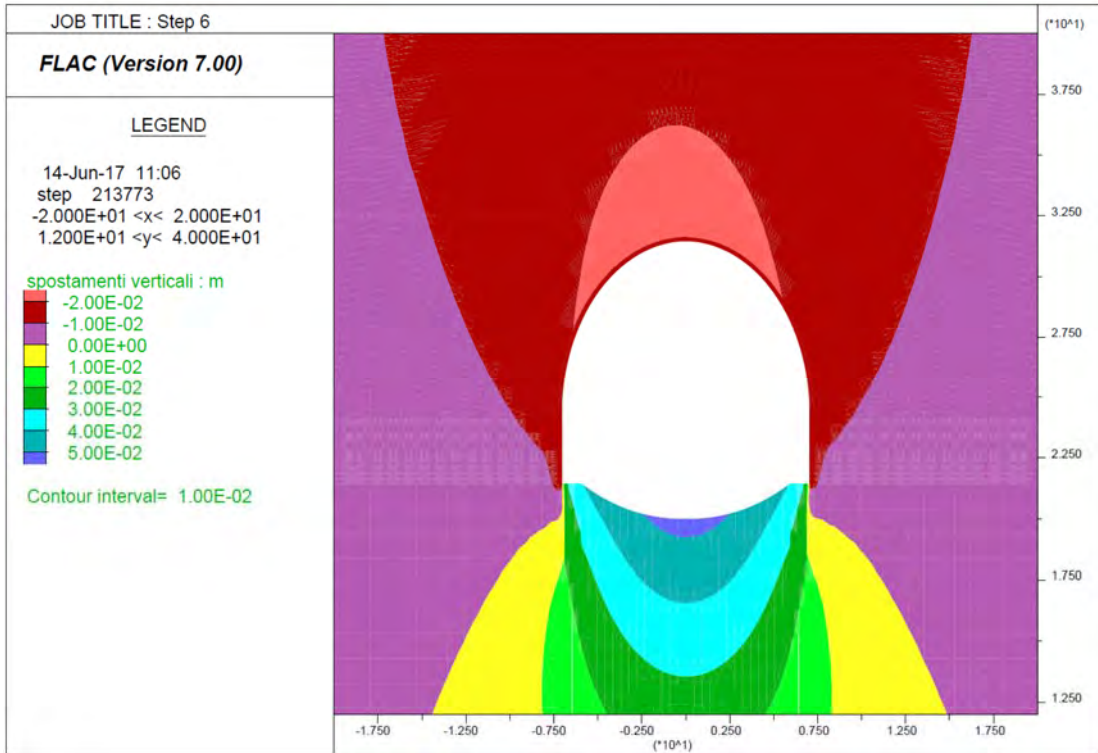 JOB TITLE : Step 6
(*10^1)
FLAC (Version 7.00)
LEGEND
14-Jun-17 11:06
step 213773
-2.000E+01 <x< 2.000E+01
1.200E+01 <y< 4.000E+01
spostamenti verticali : m
-2.00E-02
-1.00E-02
0.00E+00
1.00E-02
2.00E-02
3.00E-02
4.00E-02
5.00E-02
Contour interval= 1.00E-02
3.750
3.250
2.750
2.250
1.750
1.250
-1.750 -1.250 -0.750 -0.250 0.250 0.750 1.250 1.750
(*10^1)